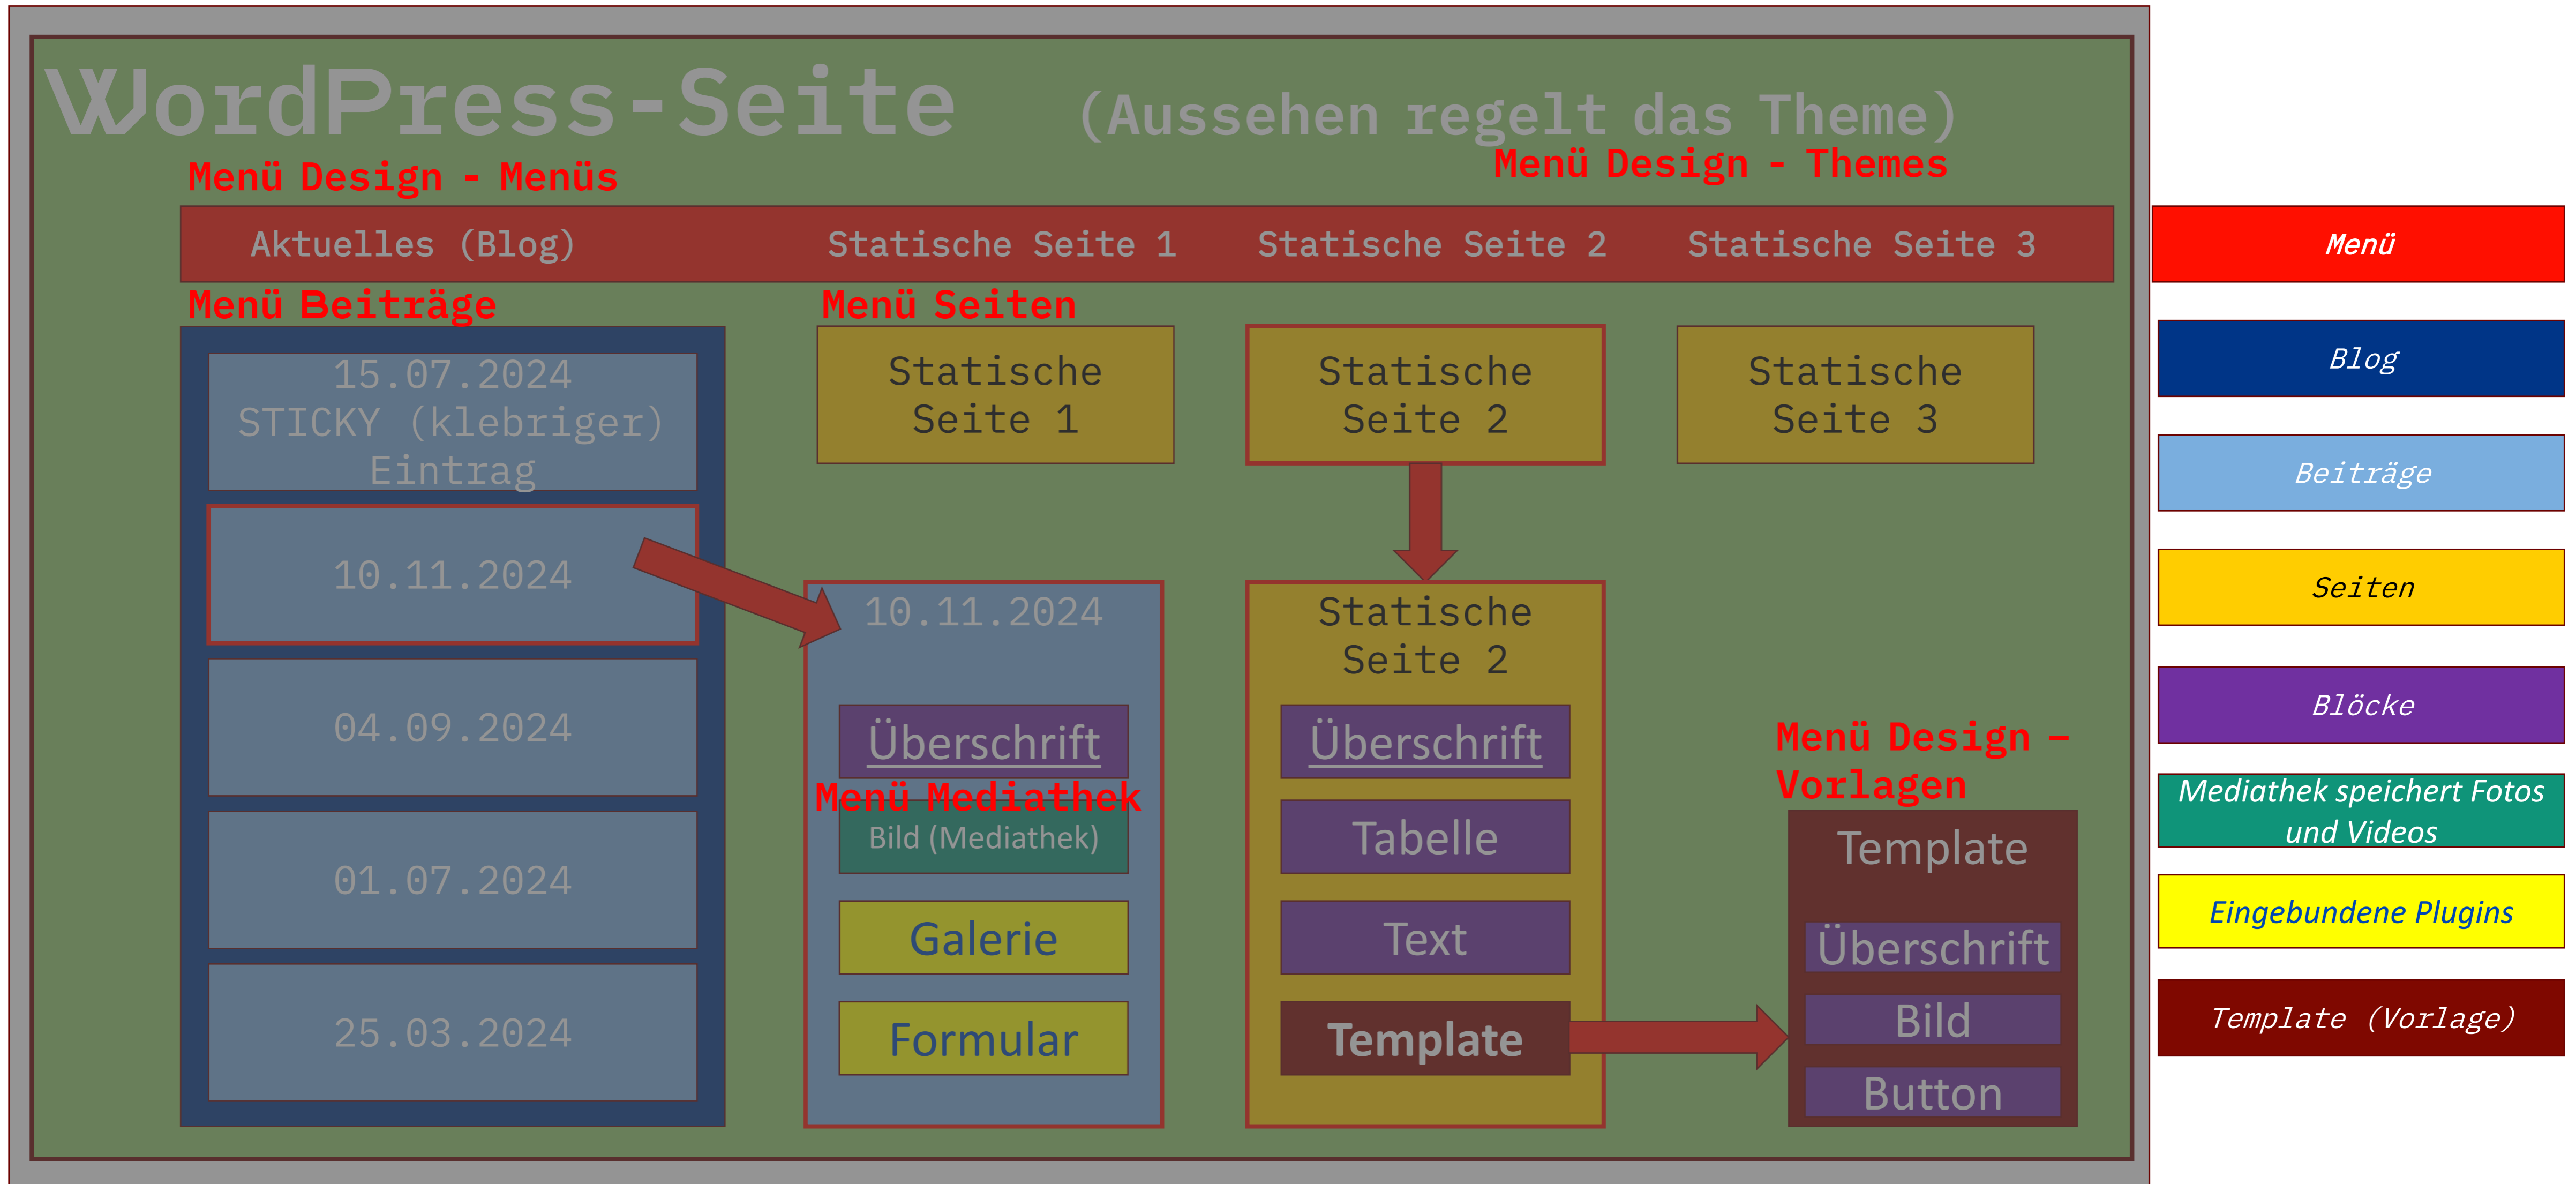 WordPress-Seite (Aussehen regelt das Theme)
Menü Design - Menüs
Menü Design - Themes
Aktuelles (Blog)
Statische Seite 1
Statische Seite 2
Statische Seite 3
Menü Beiträge
Menü Seiten
15.07.2024
STICKY (klebriger)
Eintrag
10.11.2024
04.09.2024
01.07.2024
25.03.2024
Statische
Seite 1
Statische
Seite 2
Statische
Seite 3
10.11.2024
Überschrift
Menü Mediathek
Bild (Mediathek)
Galerie
Formular
Statische
Seite 2
Überschrift
Tabelle
Text
Template
Menü Design –
Vorlagen
Template
Überschrift
Bild
Button
Menü
Blog
Beiträge
Seiten
Blöcke
Mediathek speichert Fotos
und Videos
Eingebundene Plugins
Template (Vorlage)